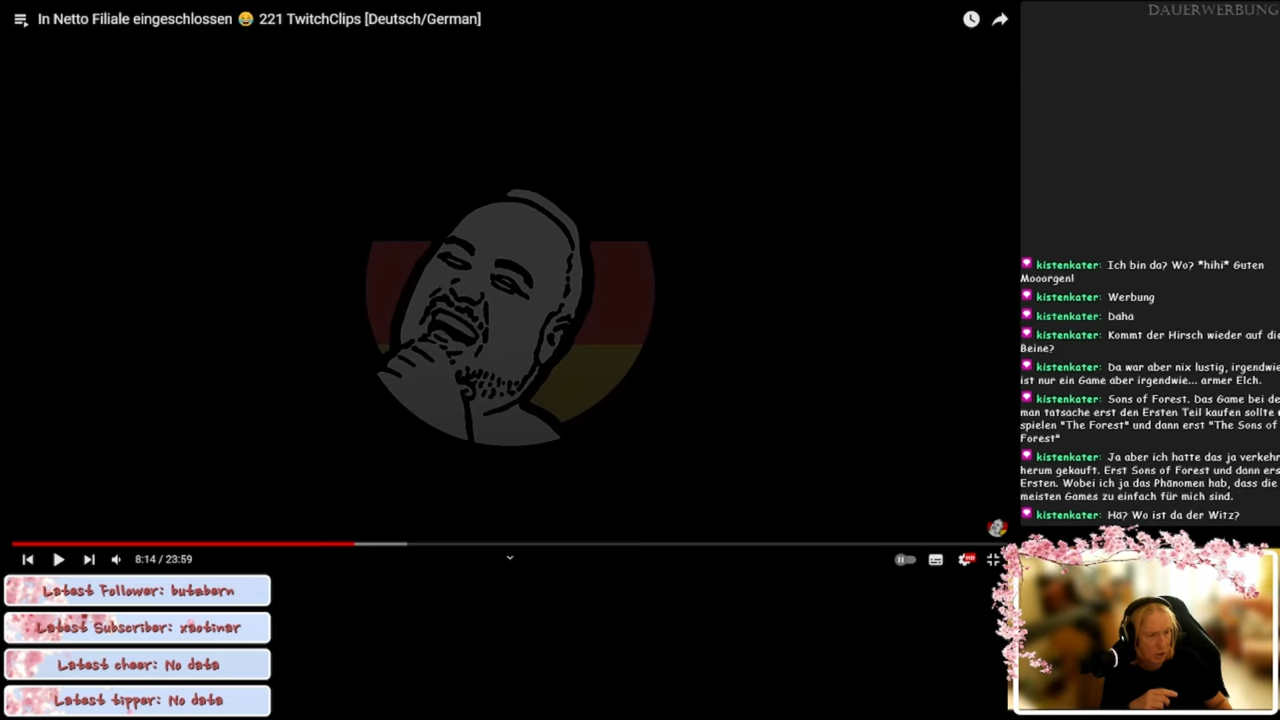 In Netto Filiale eingeschlossen 😂 221 TwitchClips [Deutsch/German]
DAUERWERBUNG
kistenkater: Ich bin da? Wo? *hihi* Guten
Mooorgen!
kistenkater: Werbung
kistenkater: Daha
kistenkater: Kommt der Hirsch wieder auf die
Beine?
kistenkater: Da war aber nix lustig, irgendwie
ist nur ein Game aber irgendwie... armer Elch.
kistenkater: Sons of Forest. Das Game bei de
man tatsache erst den Ersten Teil kaufen sollte
spielen "The Forest" und dann erst "The Sons of
Forest"
kistenkater: Ja aber ich hatte das ja verkehr
herum gekauft. Erst Sons of Forest und dann ers
Ersten. Wobei ich ja das Phänomen hab, dass die
meisten Games zu einfach für mich sind.
kistenkater: Hä? Wo ist da der Witz?
8:14 / 23:59
HD
Latest Follower: butabern
Latest Subscriber: xaotinar
Latest cheer: No data
Latest tipper: No data